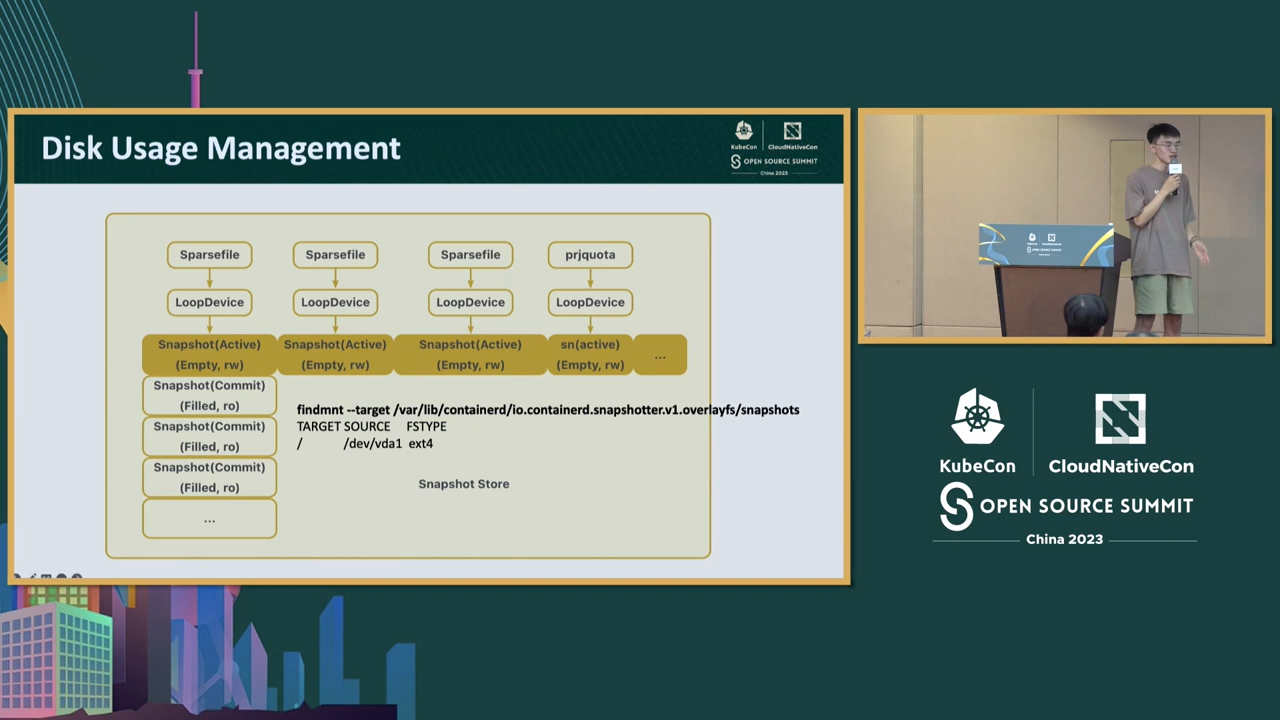 Disk Usage Management
KubeCon
CloudNativeCon
OPEN SOURCE SUMMIT
China 2023
Sparsefile
Sparsefile
Sparsefile
prjquota
LoopDevice
LoopDevice
LoopDevice
LoopDevice
Snapshot(Active)
(Empty, rw)
Snapshot(Active)
(Empty, rw)
Snapshot(Active)
(Empty, rw)
sn(active)
(Empty, rw)
...
Snapshot(Commit)
(Filled, ro)
Snapshot(Commit)
(Filled, ro)
Snapshot(Commit)
(Filled, ro)
...
findmnt --target /var/lib/containerd/io.containerd.snapshotter.v1.overlayfs/snapshots
TARGET SOURCE FSTYPE
/ /dev/vda1 ext4
Snapshot Store
KubeCon
CloudNativeCon
OPEN SOURCE SUMMIT
China 2023